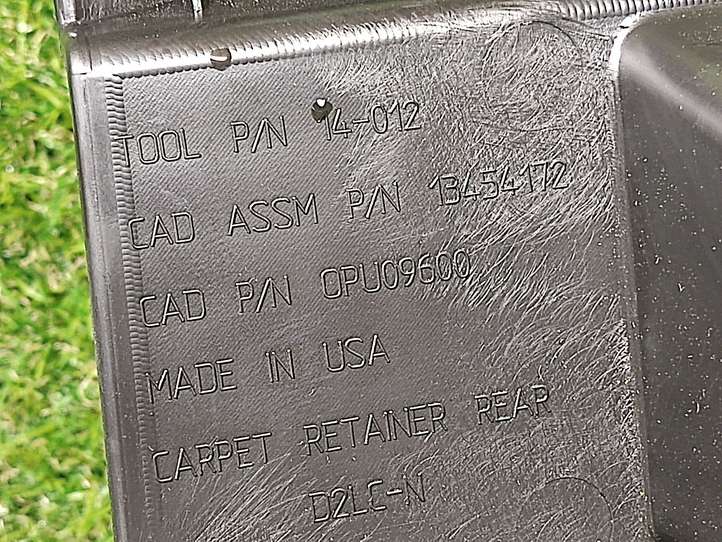 TOOL P/N 14-012
CAD ASSM P/N 13454172
CAD P/N OPU09600
MADE IN USA
CARPET RETAINER REAR
D2LC-N